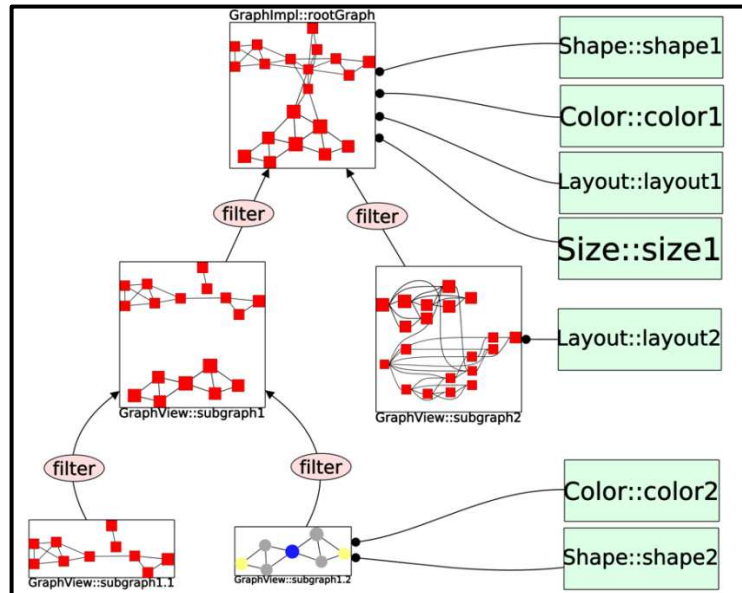 GraphImpl::rootGraph
Shape::shape1
Color::color1
Layout::layout1
Size::size1
filter
filter
GraphView::subgraph1
GraphView::subgraph2
Layout::layout2
filter
filter
GraphView::subgraph1.1
GraphView::subgraph1.2
Color::color2
Shape::shape2